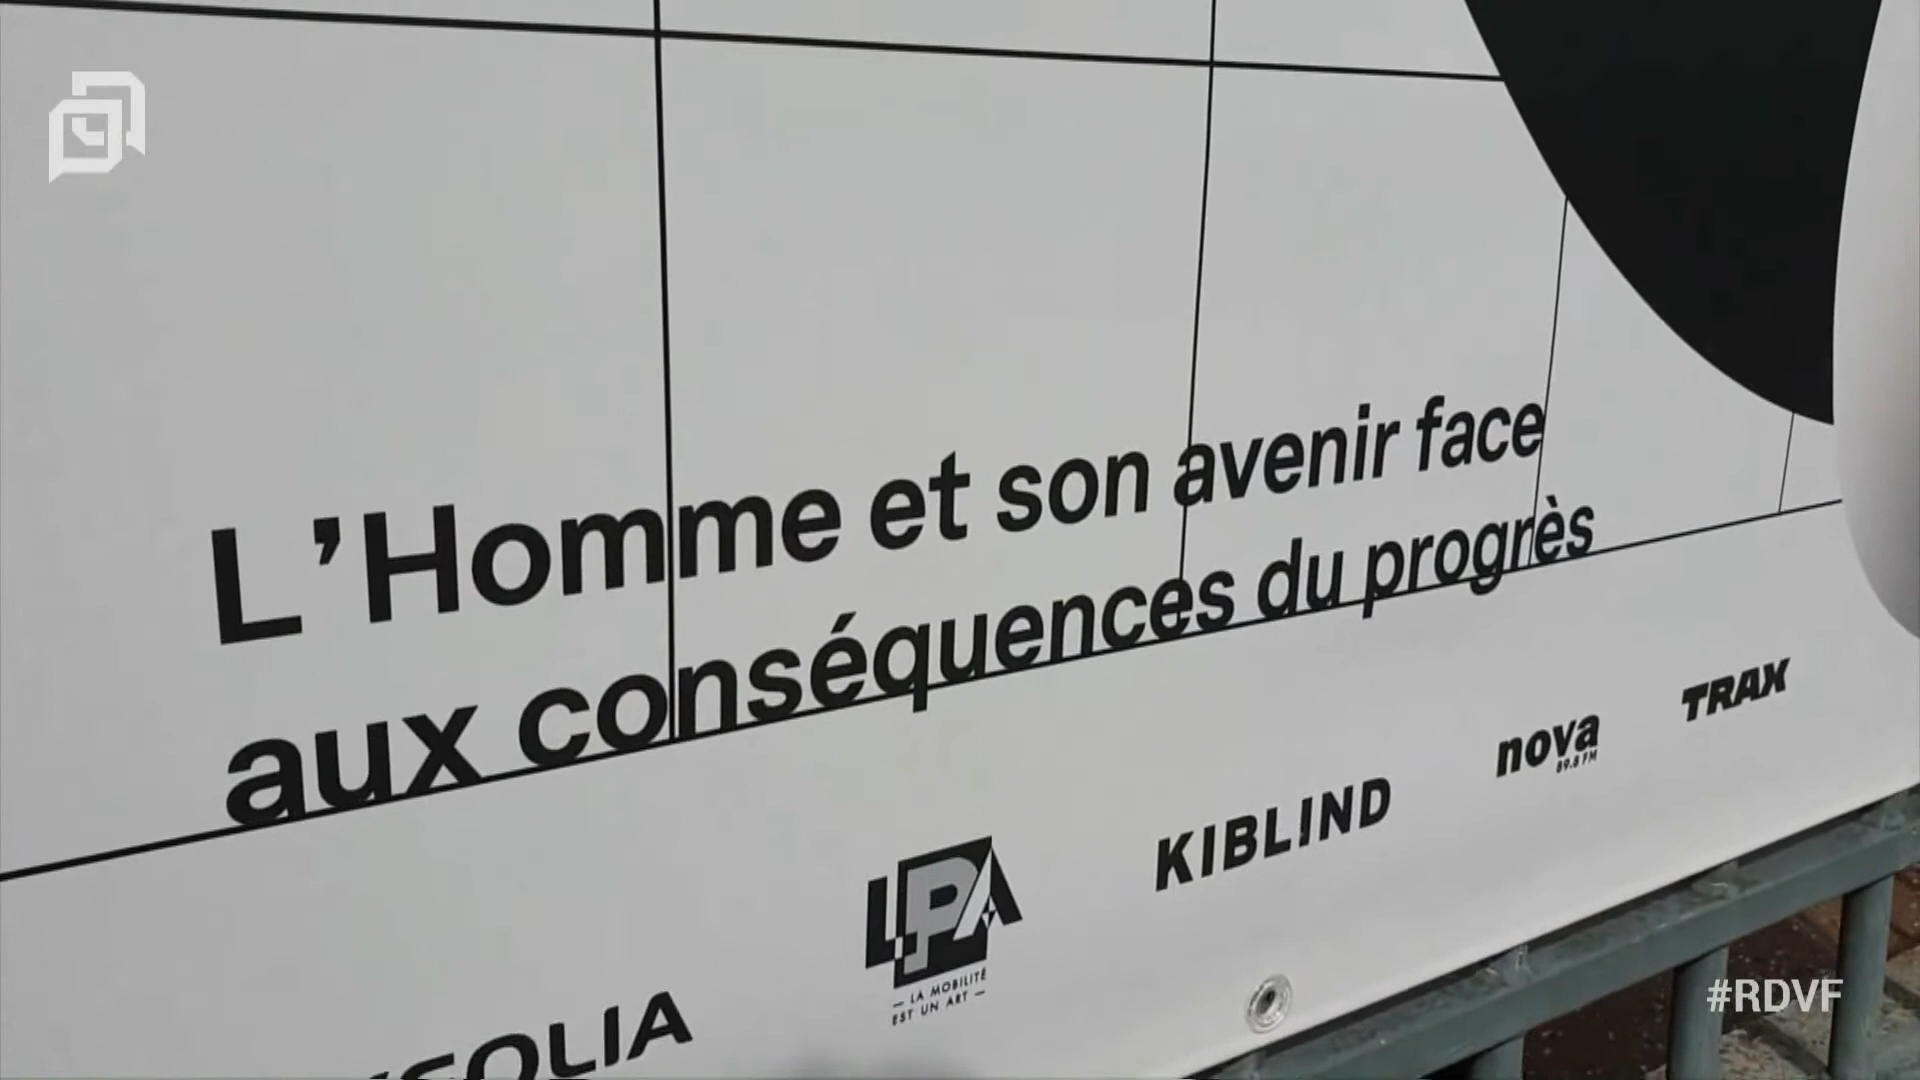 L'Homme et son avenir face
aux conséquences du progrès
TRAX
nova
89.8 FM
KIBLIND
LPA
— LA MOBILITÉ
EST UN ART —
#RDVF